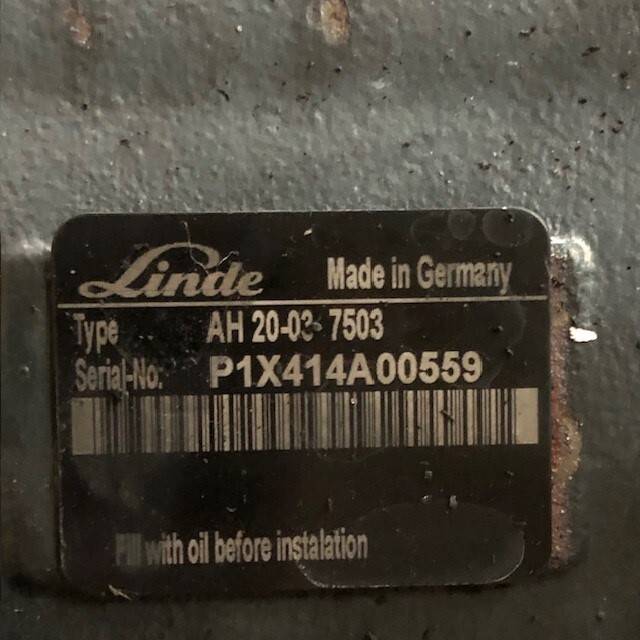 Linde
Made in Germany
Type AH 20-03 7503
Serial-No: P1X414A00559
Fill with oil before instalation